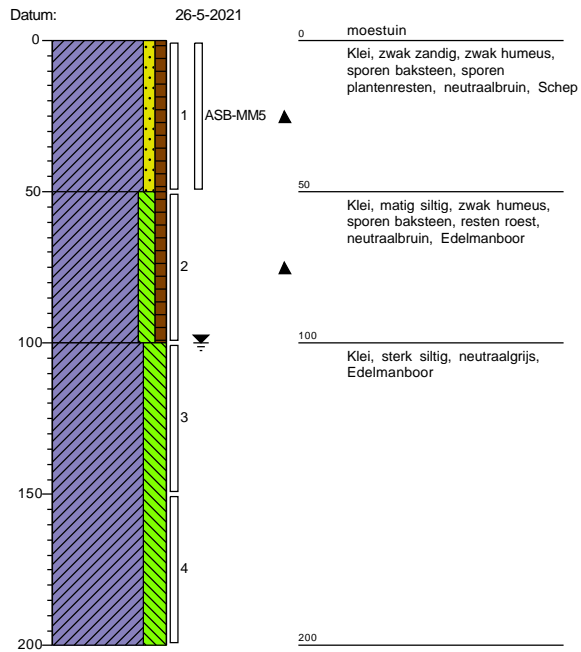 Datum: 26-5-2021
0
0
moestuin
Klei, zwak zandig, zwak humeus,
sporen baksteen, sporen
plantenresten, neutraalbruin, Schep
1
ASB-MM5
50
50
Klei, matig siltig, zwak humeus,
sporen baksteen, resten roest,
neutraalbruin, Edelmanboor
2
100
100
Klei, sterk siltig, neutraalgrijs,
Edelmanboor
3
150
4
200
200